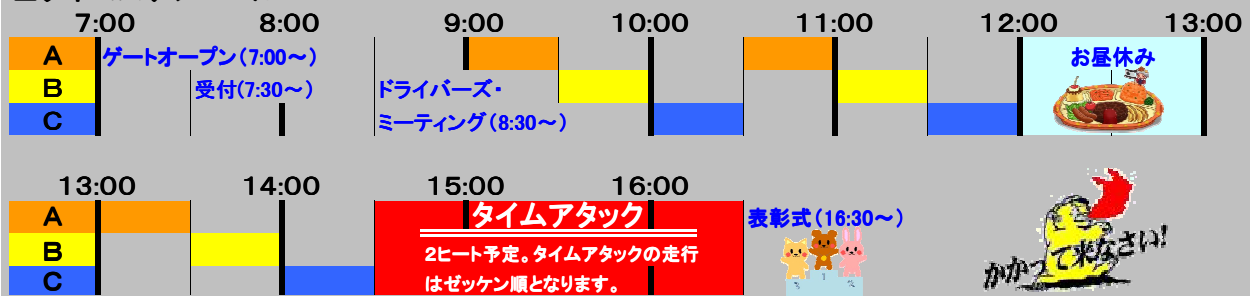 7:00 8:00 9:00 10:00 11:00 12:00 13:00
A ゲートオープン(7:00～) お昼休み
B 受付(7:30～) ドライバーズ・
C ミーティング(8:30～)
13:00 14:00 15:00 16:00
A タイムアタック 表彰式(16:30～)
B 2ヒート予定。タイムアタックの走行
C はゼッケン順となります。
かかって来なさい!